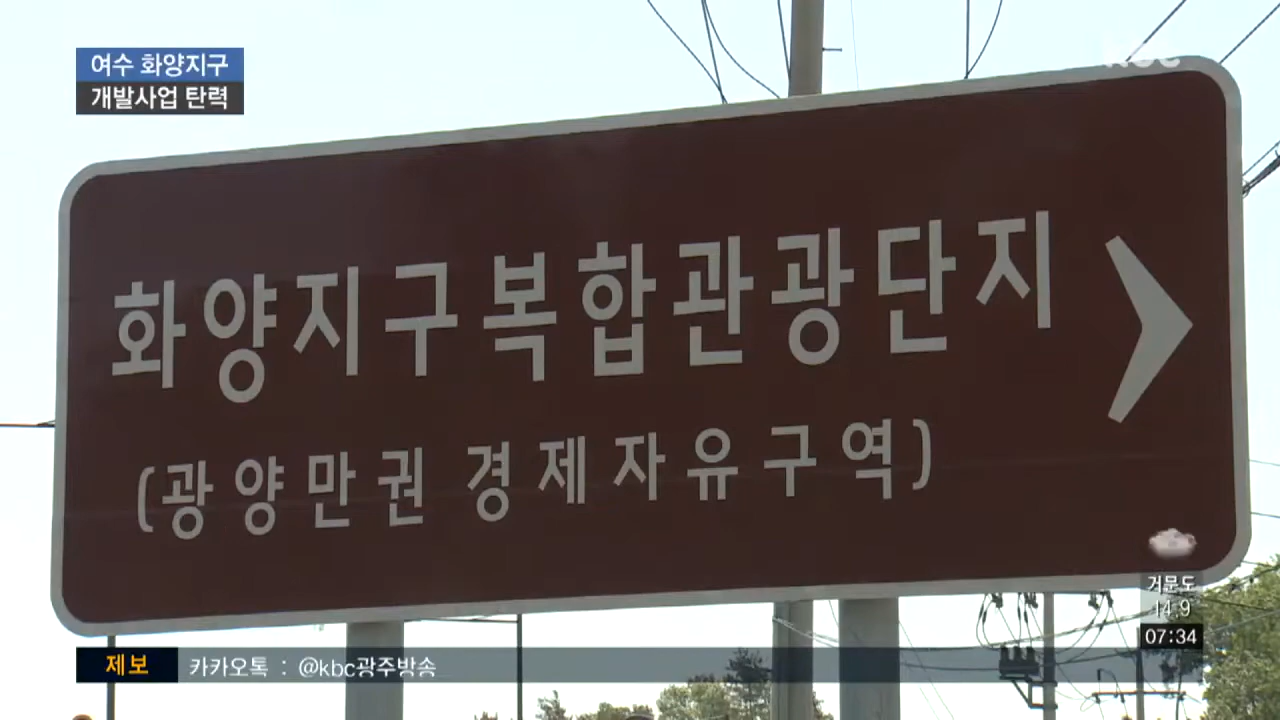 여수 화양지구
개발사업 탄력
kbc
화양지구복합관광단지
(광양만권 경제자유구역)
거문도
14.9
07:34
제보 카카오톡 : @kbc광주방송